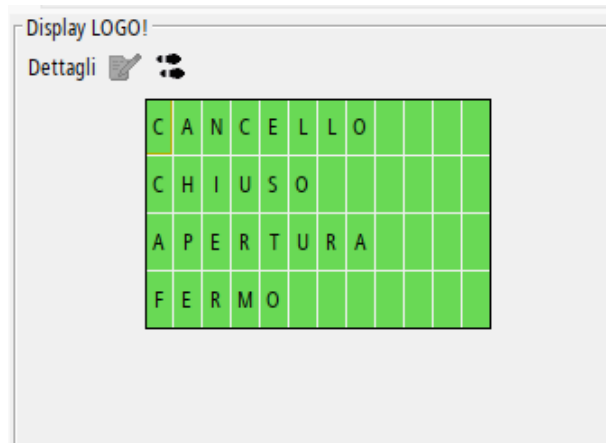 Display LOGO!
Dettagli
CANCELLO
CHIUSO
APERTURA
FERMO